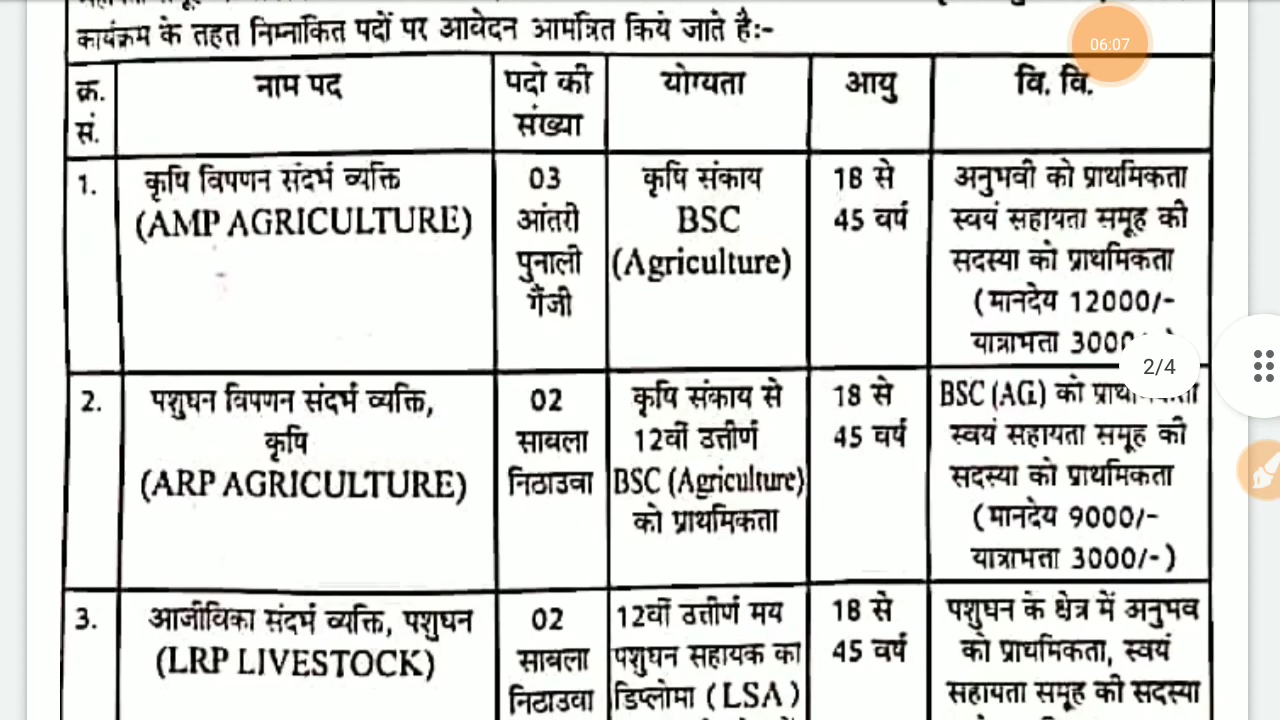 कार्यक्रम के तहत निम्नाकित पदों पर आवेदन आमंत्रित किये जाते है:-
06:07
क्र. सं.
नाम पद
पदो की संख्या
योग्यता
आयु
वि. वि.
1.
कृषि विपणन संदर्भ व्यक्ति
(AMP AGRICULTURE)
03
आंतरी
पुनाली
गैंजी
कृषि संकाय
BSC
(Agriculture)
18 से
45 वर्ष
अनुभवी को प्राथमिकता
स्वयं सहायता समूह की
सदस्या को प्राथमिकता
(मानदेय 12000/-
यात्राभत्ता 3000
2/4
2.
पशुधन विपणन संदर्भ व्यक्ति,
कृषि
(ARP AGRICULTURE)
02
साबला
निठाउवा
कृषि संकाय से
12वीं उत्तीर्ण
BSC (Agriculture)
को प्राथमिकता
18 से
45 वर्ष
BSC (AG) को
स्वयं सहायता समूह की
सदस्या को प्राथमिकता
(मानदेय 9000/-
यात्राभत्ता 3000/-)
3.
आजीविका संदर्भ व्यक्ति, पशुधन
(LRP LIVESTOCK)
02
साबला
निठाउवा
12वीं उत्तीर्ण मय
पशुधन सहायक का
डिप्लोमा (LSA)
18 से
45 वर्ष
पशुधन के क्षेत्र में अनुभव
को प्राथमिकता, स्वयं
सहायता समूह की सदस्या